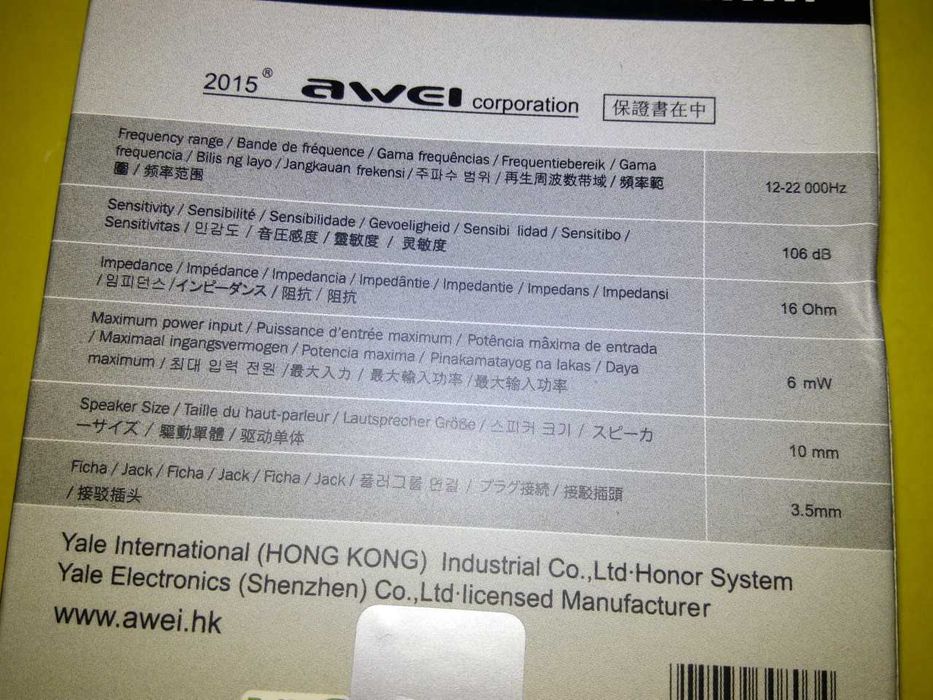 2015® awei corporation 保證書在中
Frequency range / Bande de fréquence / Gama frequências / Frequentiebereik / Gama
frequencia / Bilis ng layo / Jangkauan frekensi / 주파수 범위 / 再生周波数帯域 / 頻率範
圍 / 频率范围
12-22 000Hz
Sensitivity / Sensibilité / Sensibilidade / Gevoeligheid / Sensibi lidad / Sensitibo /
Sensitivitas / 민감도 / 音圧感度 / 靈敏度 / 灵敏度
106 dB
Impedance / Impédance / Impedancia / Impedântie / Impedantie / Impedans / Impedansi
/ 임피던스 /インピーダンス / 阻抗 / 阻抗
16 Ohm
Maximum power input / Puissance d'entrée maximum / Potência mâxima de entrada
/ Maximaal ingangsvermogen / Potencia maxima / Pinakamatayog na lakas / Daya
maximum / 최대 입력 전원 /最大入力 / 最大輸入功率 /最大输入功率
6 mW
Speaker Size / Taille du haut-parleur / Lautsprecher Größe / 스피커 크기 / スピーカ
ーサイズ / 驅動單體 / 驱动单体
10 mm
Ficha / Jack / Ficha / Jack / Ficha / Jack / 플러그를 연결 / プラグ接続 / 接駁插頭
/ 接驳插头
3.5mm
Yale International (HONG KONG) Industrial Co.,Ltd·Honor System
Yale Electronics (Shenzhen) Co.,Ltd·licensed Manufacturer
www.awei.hk